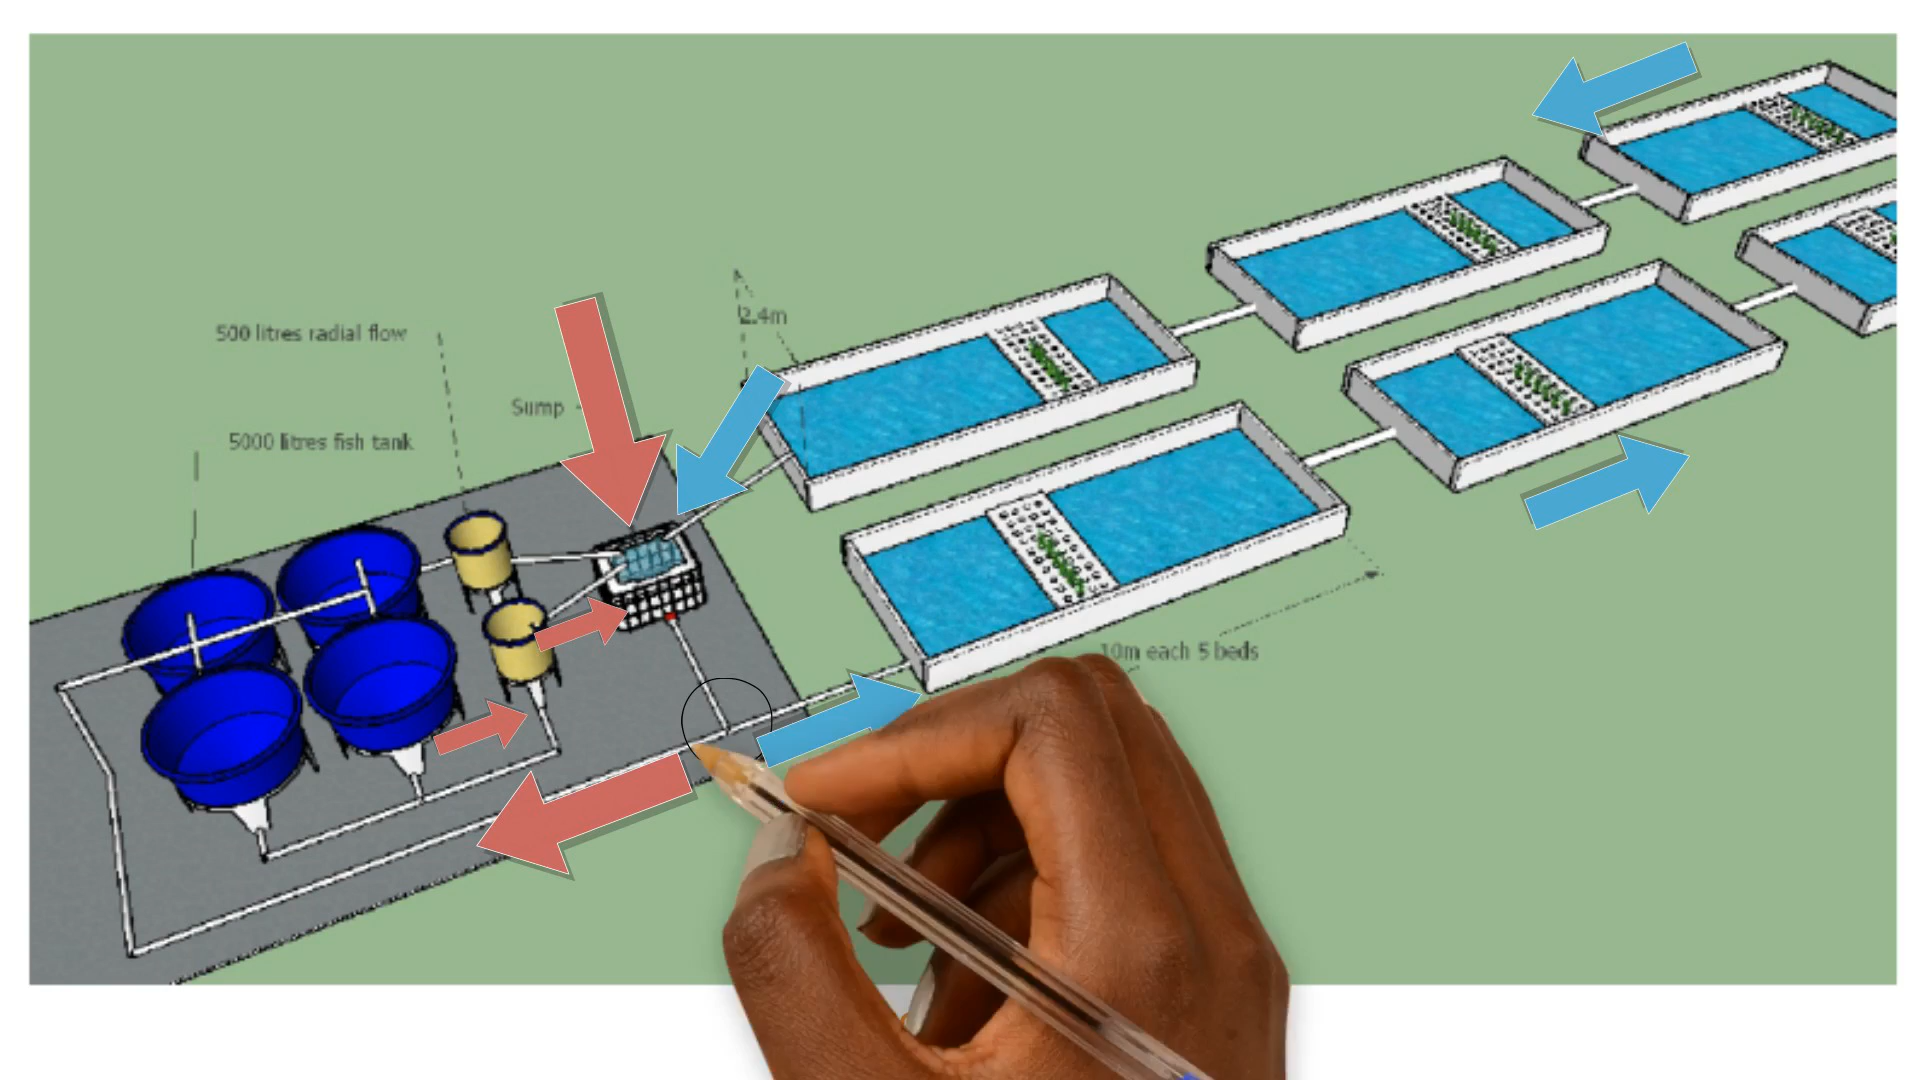 2.4m
500 litres radial flow
Sump
5000 litres fish tank
10m each 5 beds